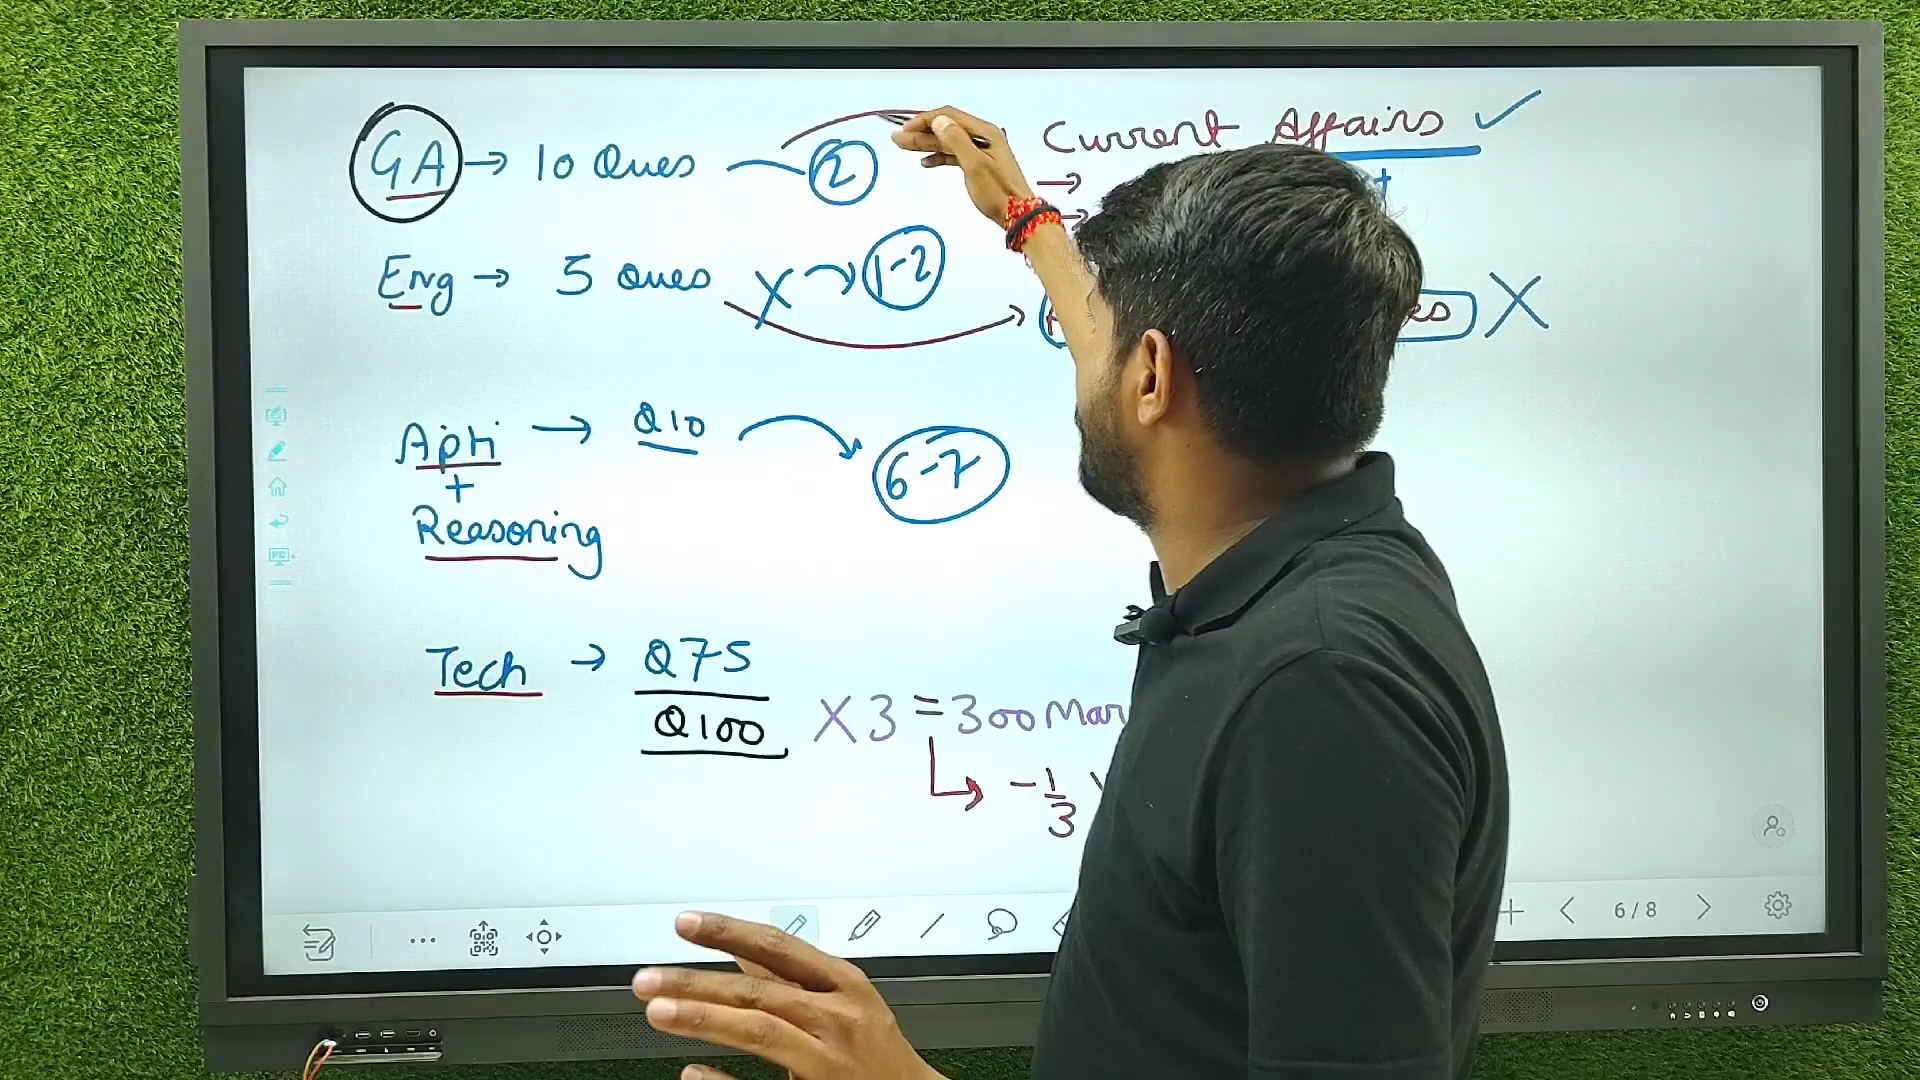 GA → 10 Ques — 2
Current Affairs ✓
→
+
→
Eng → 5 Ques X → 1-2
→ es X
Apti → Q10 → 6-7
+
Reasoning
Tech → Q75
Q100 X 3 = 300 Mar
→ -1/3
6 / 8